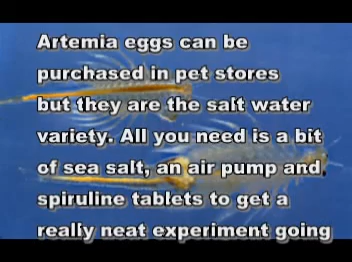 Artemia eggs can be
purchased in pet stores
but they are the salt water
variety. All you need is a bit
of sea salt, an air pump and
spiruline tablets to get a
really neat experiment going